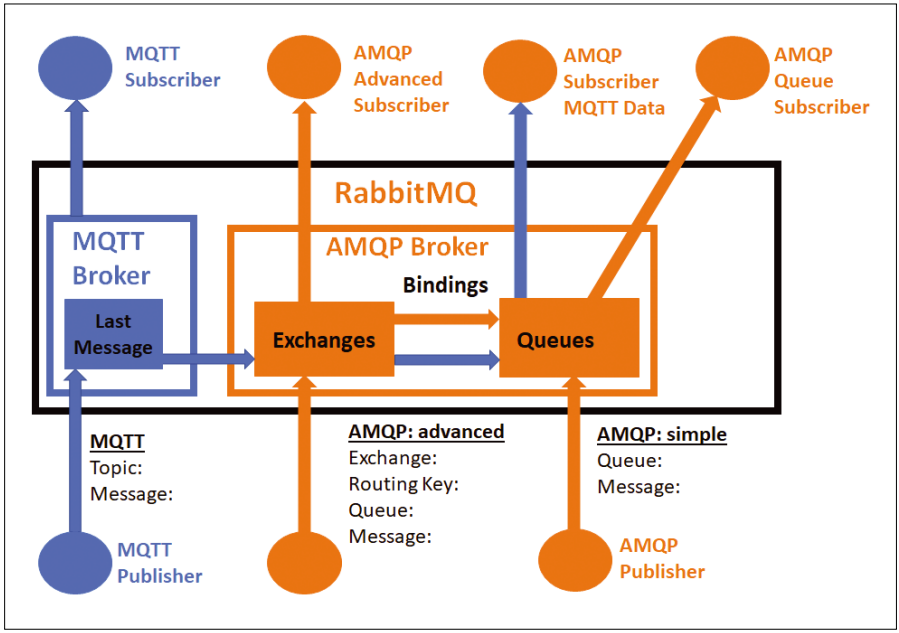 MQTT
Subscriber
AMQP
Advanced
Subscriber
AMQP
Subscriber
MQTT Data
AMQP
Queue
Subscriber
RabbitMQ
MQTT
Broker
AMQP Broker
Bindings
Last
Message
Exchanges
Queues
MQTT
Topic:
Message:
AMQP: advanced
Exchange:
Routing Key:
Queue:
Message:
AMQP: simple
Queue:
Message:
MQTT
Publisher
AMQP
Publisher